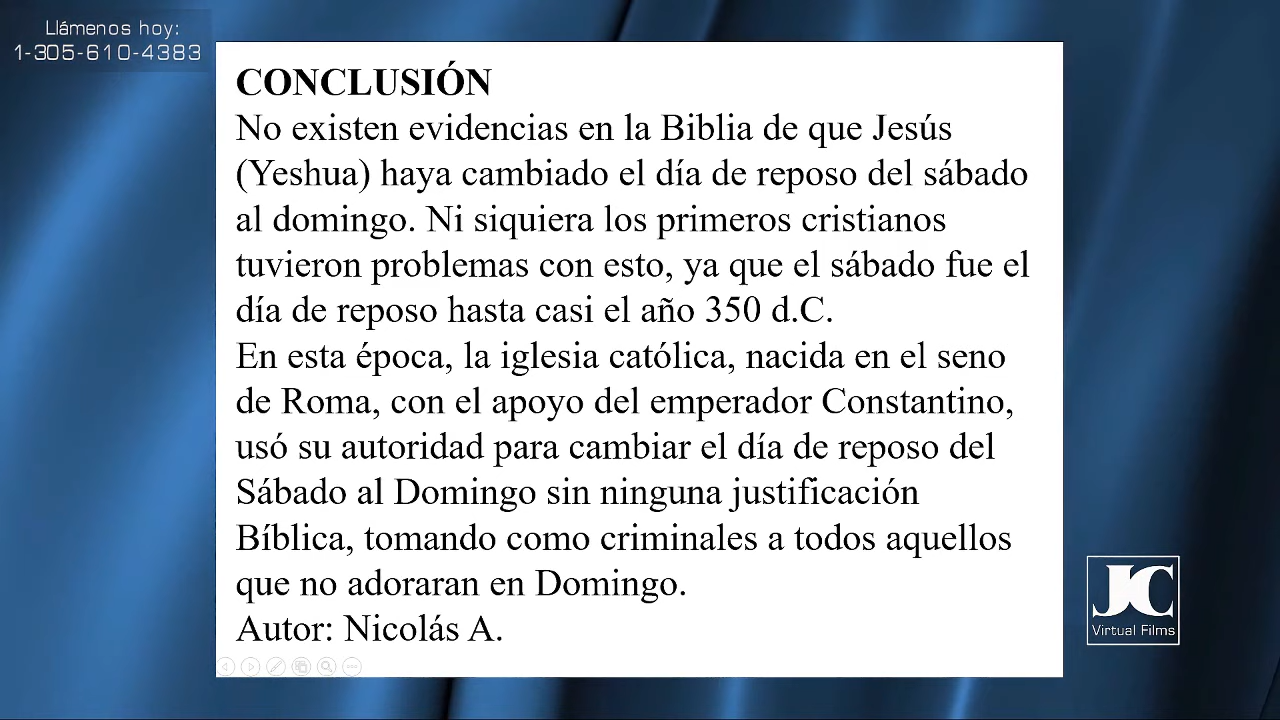 Llámenos hoy:
1-305-610-4383
CONCLUSIÓN
No existen evidencias en la Biblia de que Jesús
(Yeshua) haya cambiado el día de reposo del sábado
al domingo. Ni siquiera los primeros cristianos
tuvieron problemas con esto, ya que el sábado fue el
día de reposo hasta casi el año 350 d.C.
En esta época, la iglesia católica, nacida en el seno
de Roma, con el apoyo del emperador Constantino,
usó su autoridad para cambiar el día de reposo del
Sábado al Domingo sin ninguna justificación
Bíblica, tomando como criminales a todos aquellos
que no adoraran en Domingo.
Autor: Nicolás A.
JC
Virtual Films